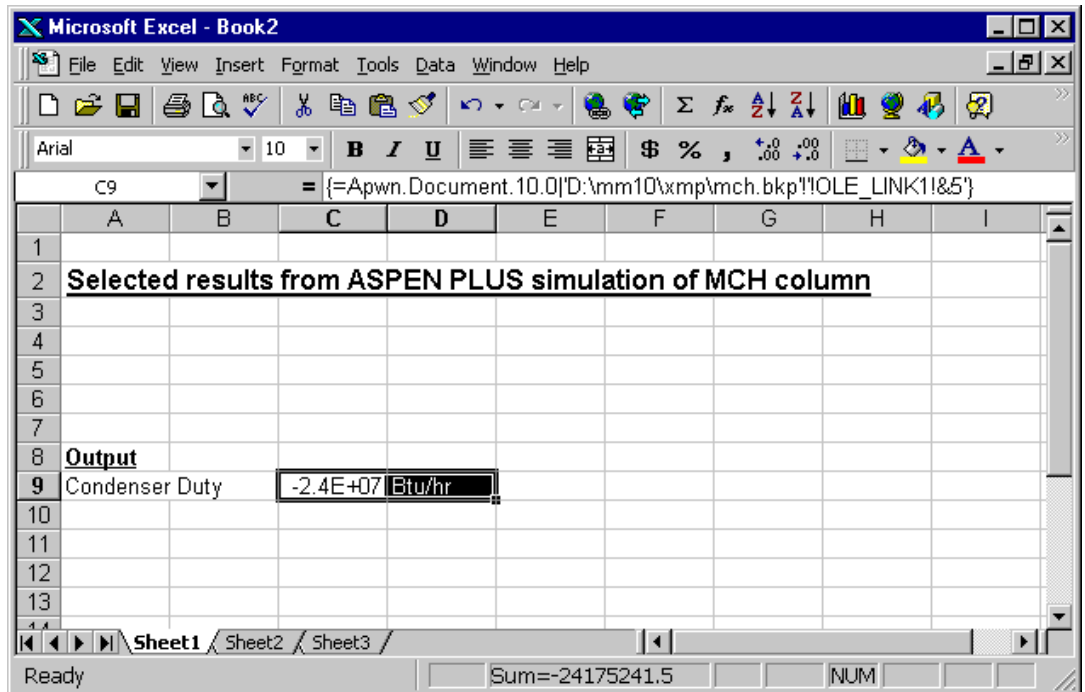 Microsoft Excel - Book2
File Edit View Insert Format Tools Data Window Help
Arial 10 B I U $ % ,
C9 = {=Apwn.Document.10.0|'D:\mm10\xmp\mch.bkp'!'!OLE_LINK1!&5'}
A B C D E F G H I
1
2 Selected results from ASPEN PLUS simulation of MCH column
3
4
5
6
7
8 Output
9 Condenser Duty -2.4E+07 Btu/hr
10
11
12
13
14
Sheet1 Sheet2 Sheet3
Ready Sum=-24175241.5 NUM